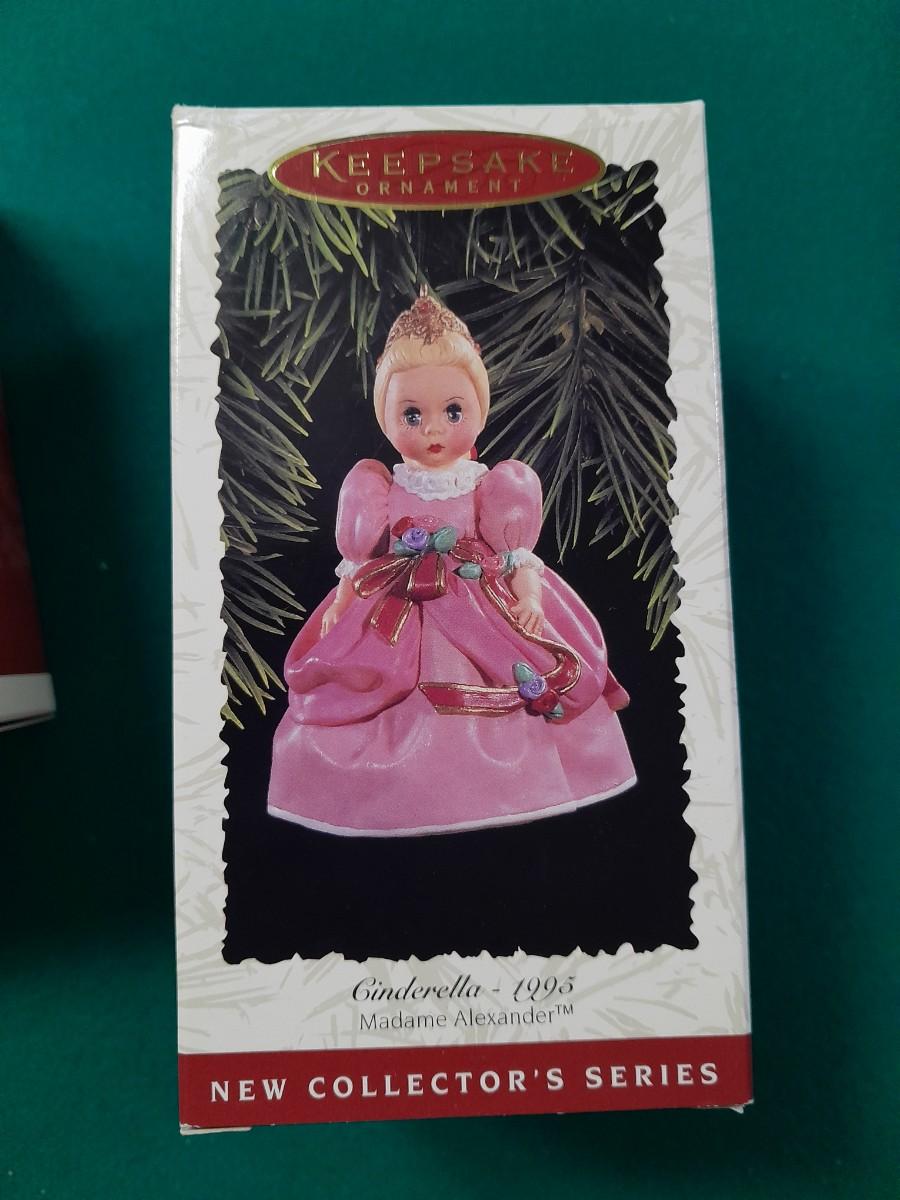 KEEPSAKE
ORNAMENT
Cinderella - 1995
Madame Alexander™
NEW COLLECTOR'S SERIES